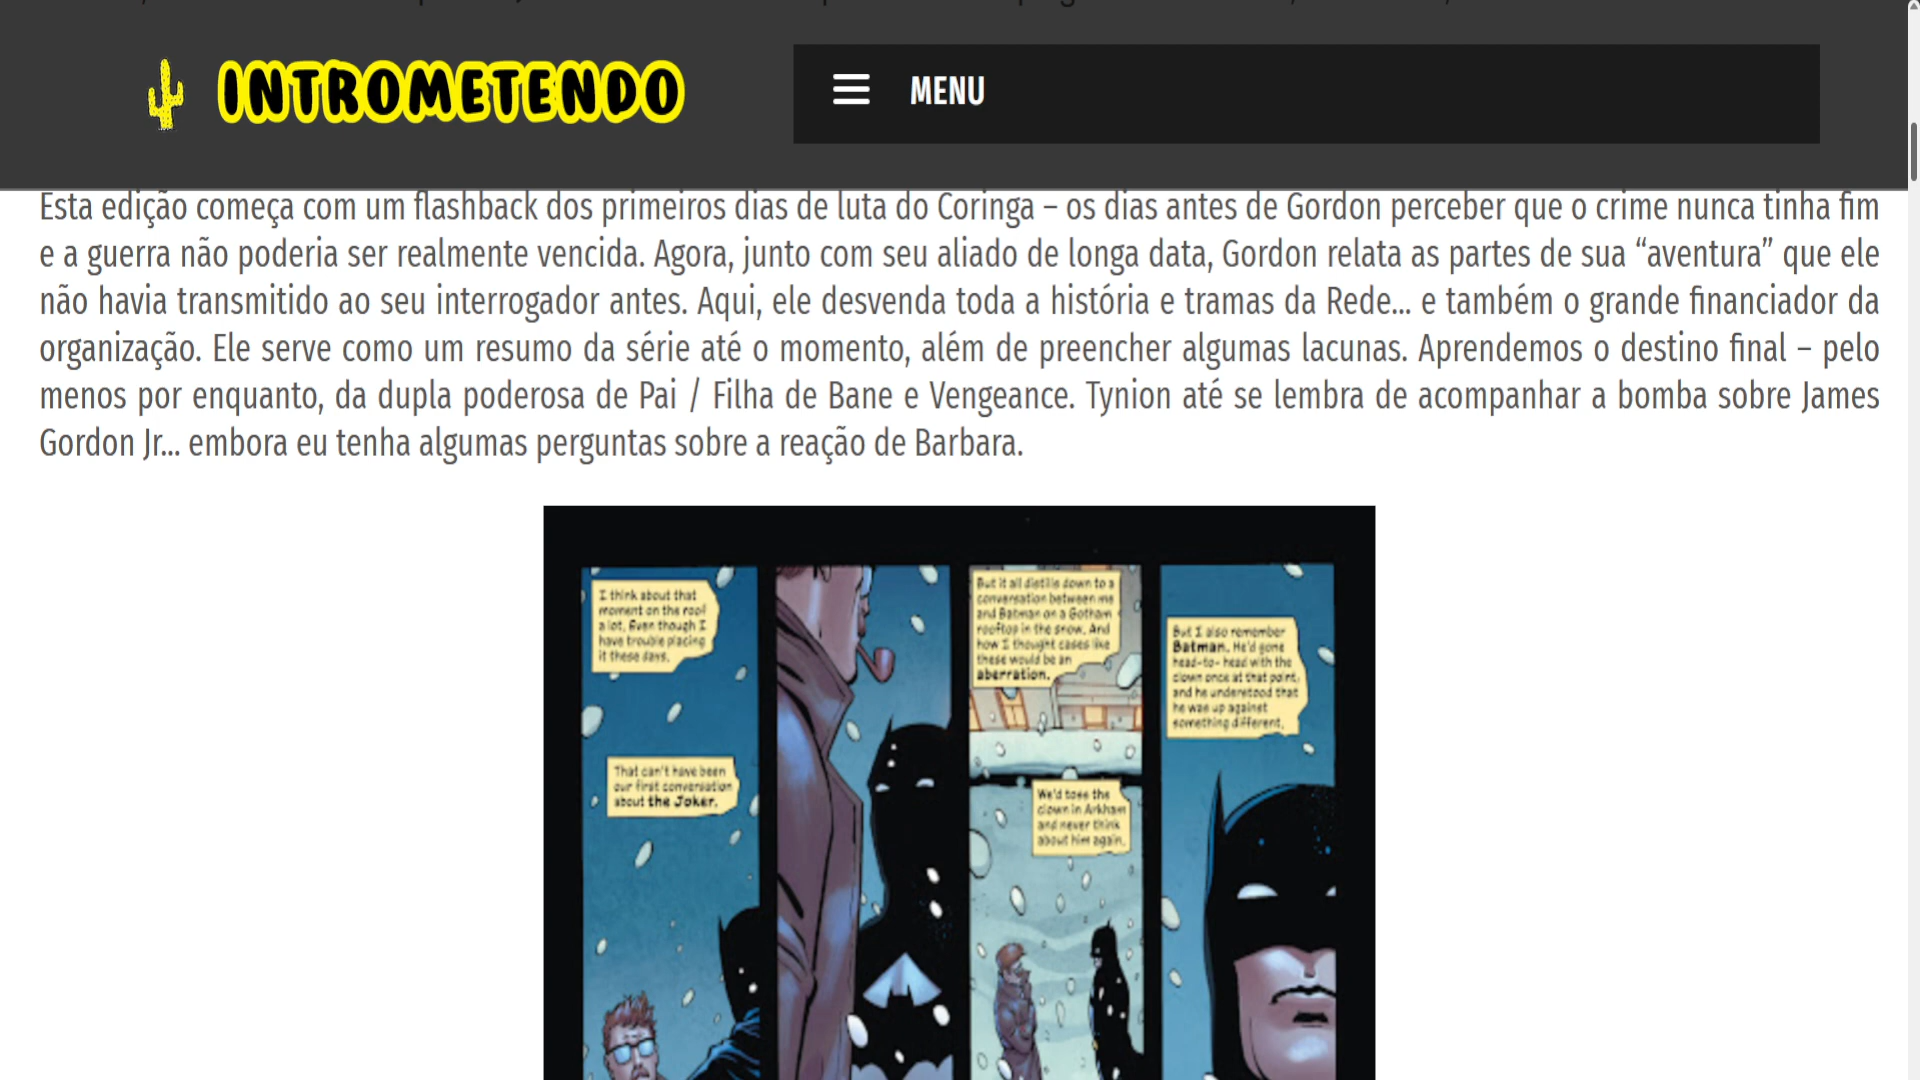 INTROMETENDO
MENU
Esta edição começa com um flashback dos primeiros dias de luta do Coringa – os dias antes de Gordon perceber que o crime nunca tinha fim
e a guerra não poderia ser realmente vencida. Agora, junto com seu aliado de longa data, Gordon relata as partes de sua “aventura” que ele
não havia transmitido ao seu interrogador antes. Aqui, ele desvenda toda a história e tramas da Rede... e também o grande financiador da
organização. Ele serve como um resumo da série até o momento, além de preencher algumas lacunas. Aprendemos o destino final – pelo
menos por enquanto, da dupla poderosa de Pai / Filha de Bane e Vengeance. Tynion até se lembra de acompanhar a bomba sobre James
Gordon Jr... embora eu tenha algumas perguntas sobre a reação de Barbara.
I think about that
moment on the roof
a lot. Even though I
have trouble placing
it these days.
That can't have been
our first conversation
about the Joker.
But it all distills down to a
conversation between me
and Batman on a Gotham
rooftop in the snow. And
how I thought cases like
these would be an
aberration.
We'd toss the
clown in Arkham
and never think
about him again.
But I also remember
Batman. He'd gone
head-to-head with the
clown once at that point,
and he understood that
he was up against
something different.